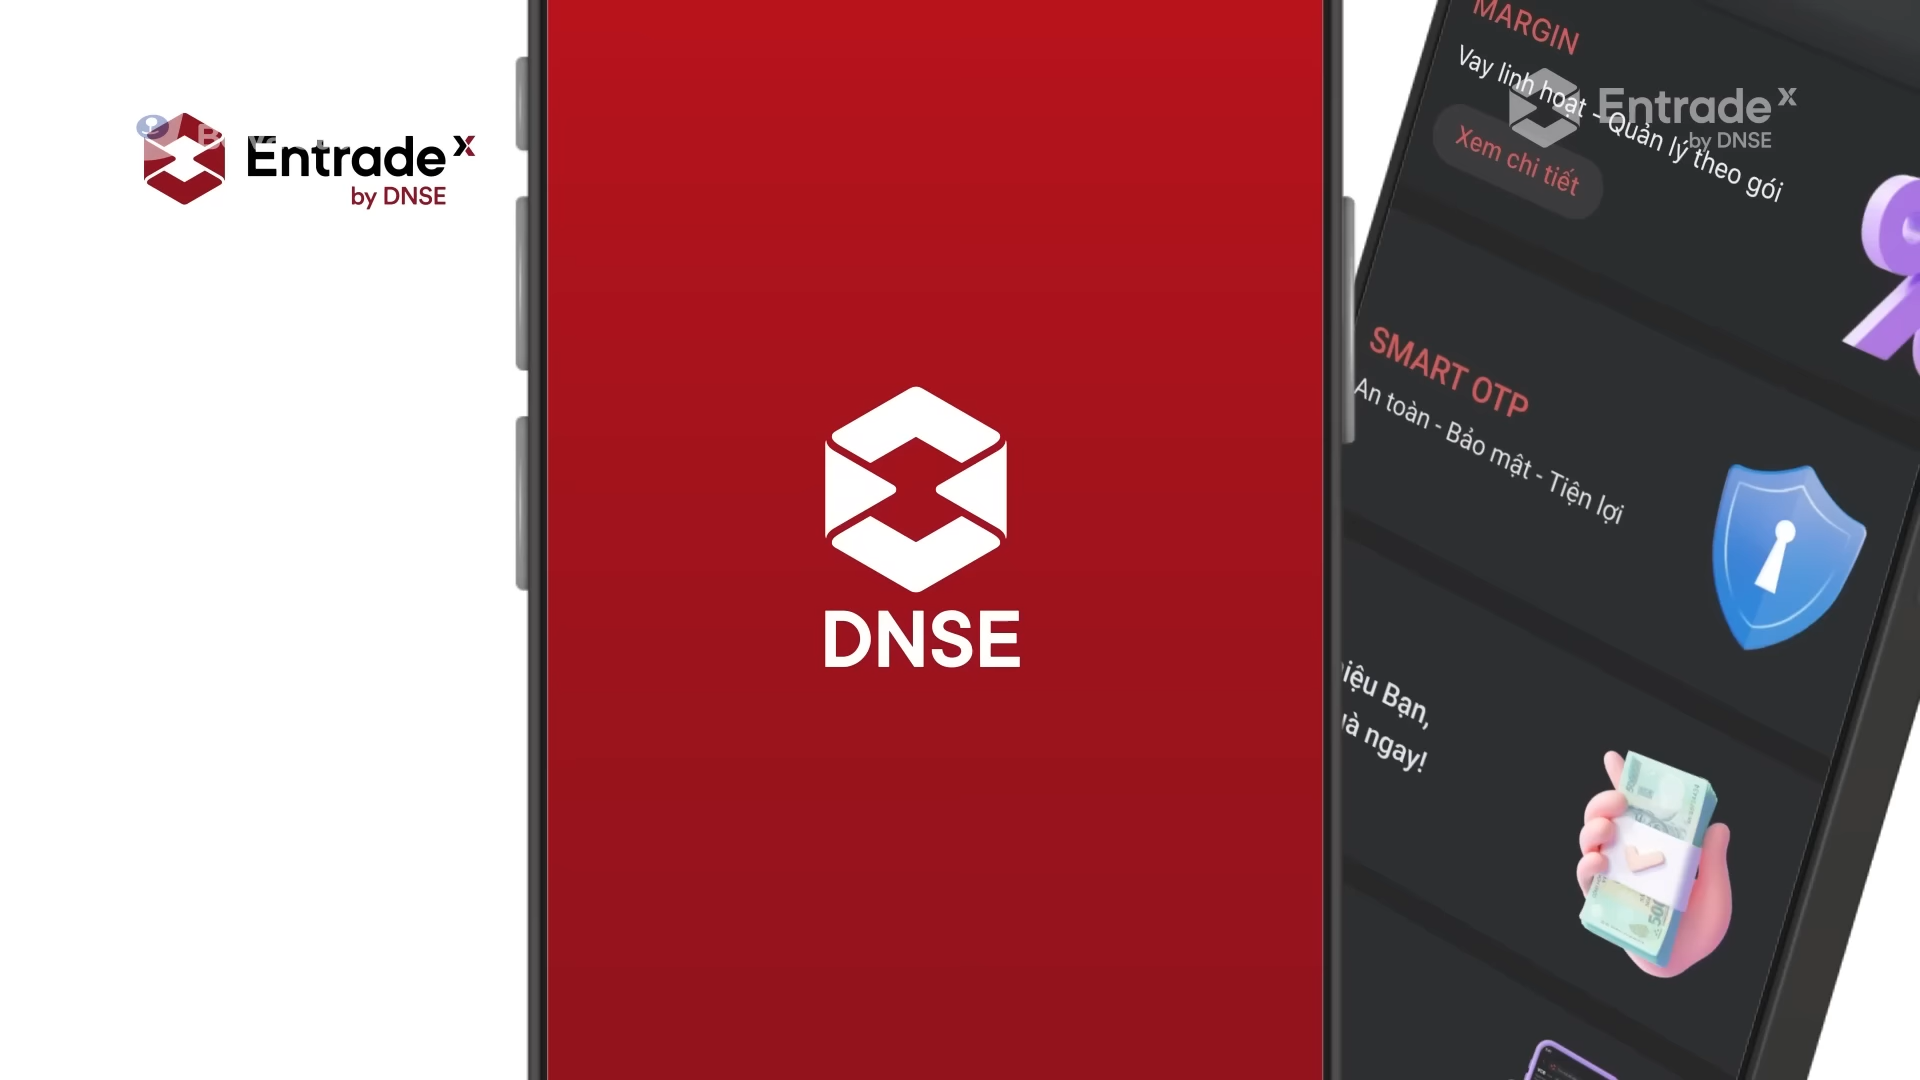 Entrade X
by DNSE
DNSE
MARGIN
Vay linh hoạt - Quản lý theo gói
Xem chi tiết
Entrade X
by DNSE
SMART OTP
An toàn - Bảo mật - Tiện lợi
Bạn,
ngay!